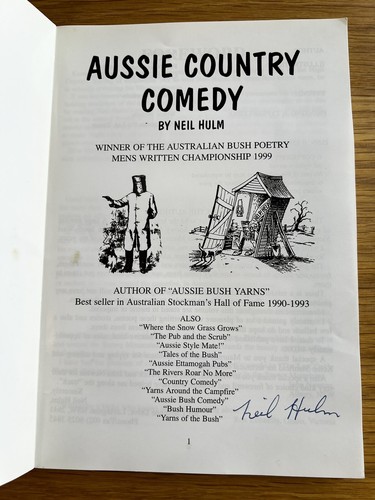 AUSSIE COUNTRY
COMEDY
BY NEIL HULM
WINNER OF THE AUSTRALIAN BUSH POETRY
MENS WRITTEN CHAMPIONSHIP 1999
AUTHOR OF "AUSSIE BUSH YARNS"
Best seller in Australian Stockman's Hall of Fame 1990-1993
ALSO
"Where the Snow Grass Grows"
"The Pub and the Scrub"
"Aussie Style Mate!"
"Tales of the Bush"
"Aussie Ettamogah Pubs"
"The Rivers Roar No More"
"Country Comedy"
"Yarns Around the Campfire"
"Aussie Bush Comedy"
"Bush Humour"
"Yarns of the Bush"
Neil Hulm
1